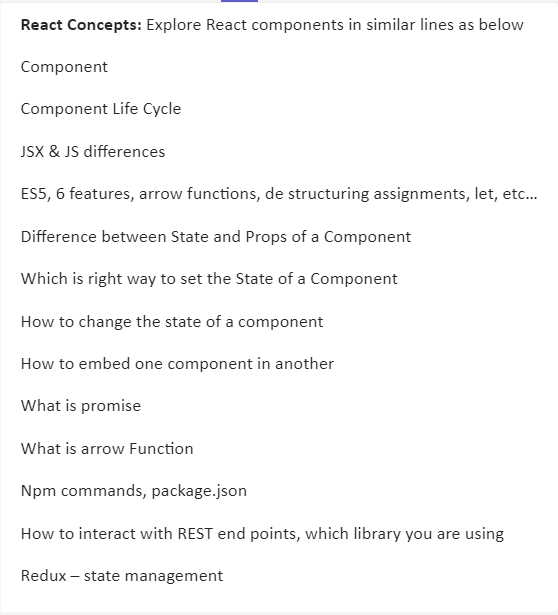 React Concepts: Explore React components in similar lines as below
Component
Component Life Cycle
JSX & JS differences
ES5, 6 features, arrow functions, de structuring assignments, let, etc...
Difference between State and Props of a Component
Which is right way to set the State of a Component
How to change the state of a component
How to embed one component in another
What is promise
What is arrow Function
Npm commands, package.json
How to interact with REST end points, which library you are using
Redux – state management